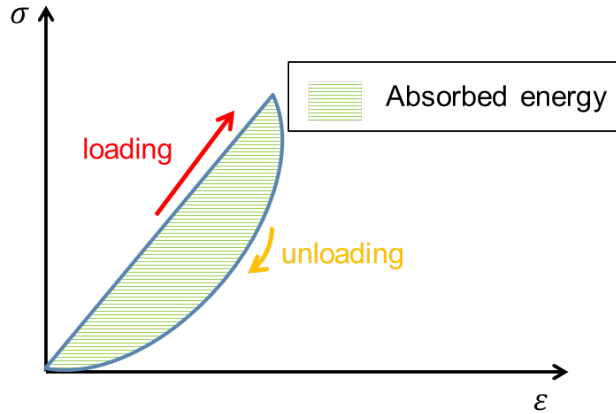 σ
Absorbed energy
loading
unloading
ε